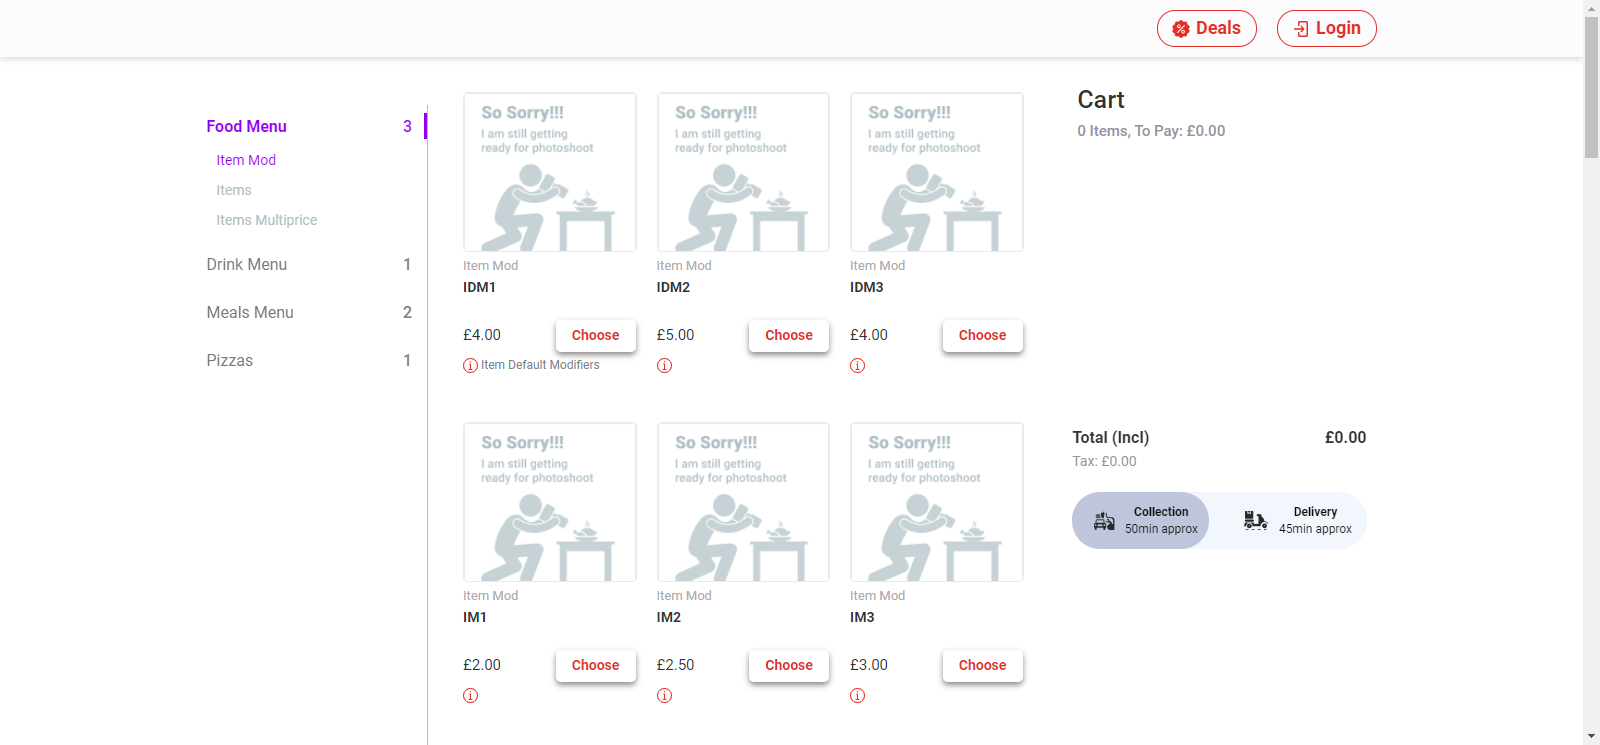 Deals
Login
Food Menu 3
Item Mod
Items
Items Multiprice
Drink Menu 1
Meals Menu 2
Pizzas 1
So Sorry!!!
I am still getting
ready for photoshoot
Item Mod
IDM1
£4.00 Choose
Item Default Modifiers
So Sorry!!!
I am still getting
ready for photoshoot
Item Mod
IDM2
£5.00 Choose
So Sorry!!!
I am still getting
ready for photoshoot
Item Mod
IDM3
£4.00 Choose
So Sorry!!!
I am still getting
ready for photoshoot
Item Mod
IM1
£2.00 Choose
So Sorry!!!
I am still getting
ready for photoshoot
Item Mod
IM2
£2.50 Choose
So Sorry!!!
I am still getting
ready for photoshoot
Item Mod
IM3
£3.00 Choose
Cart
0 Items, To Pay: £0.00
Total (Incl) £0.00
Tax: £0.00
Collection
50min approx
Delivery
45min approx